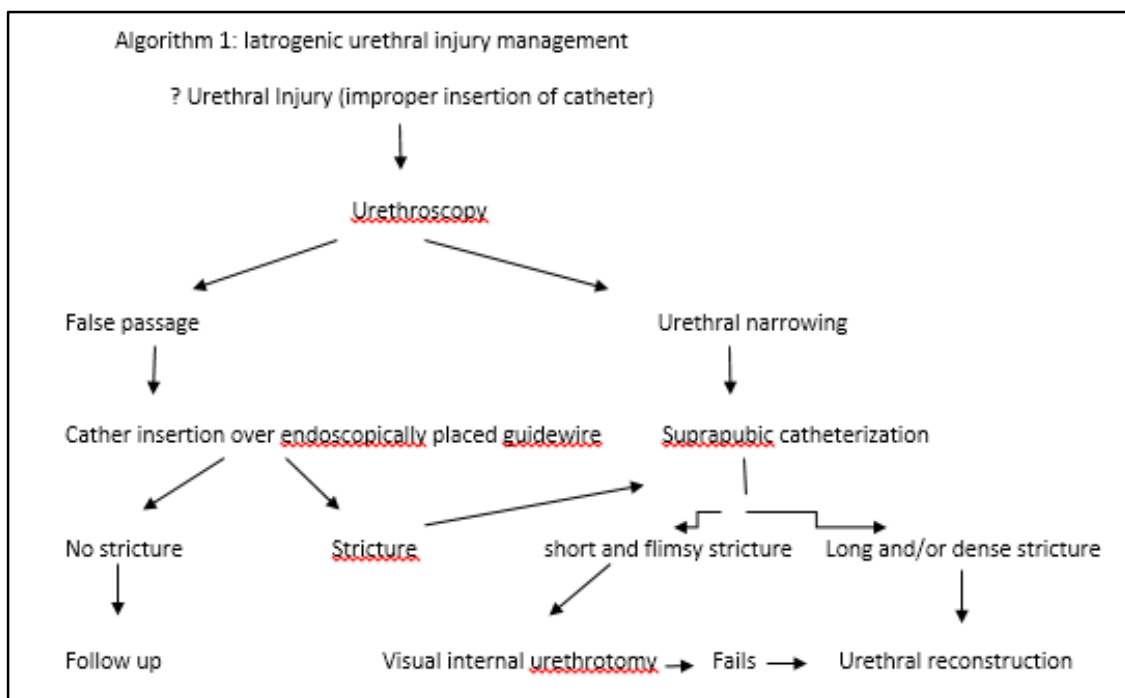 Algorithm 1: Iatrogenic urethral injury management
? Urethral Injury (improper insertion of catheter)
Urethroscopy
False passage
Urethral narrowing
Cather insertion over endoscopically placed guidewire
Suprapubic catheterization
No stricture
Stricture
short and flimsy stricture
Long and/or dense stricture
Follow up
Visual internal urethrotomy
Fails
Urethral reconstruction